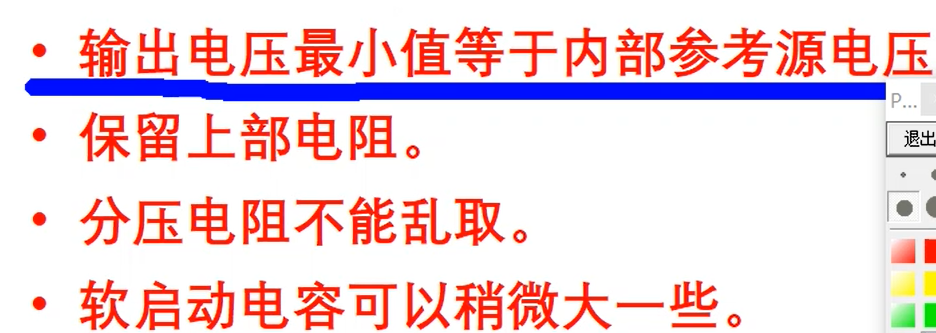 • 输出电压最小值等于内部参考源电压
P...
• 保留上部电阻。
退出
• 分压电阻不能乱取。
• 软启动电容可以稍微大一些。